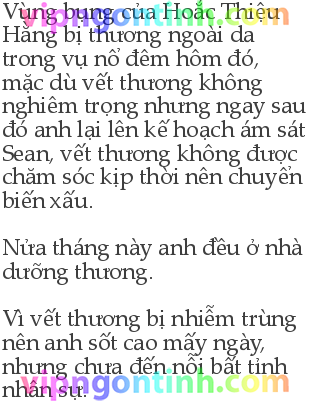 Vùng bụng của Hoắc Thiệu
Hằng bị thương ngoài da
trong vụ nổ đêm hôm đó,
mặc dù vết thương không
nghiêm trọng nhưng ngay sau
đó anh lại lên kế hoạch ám sát
Sean, vết thương không được
chăm sóc kịp thời nên chuyển
biến xấu.
Nửa tháng này anh đều ở nhà
dưỡng thương.
Vì vết thương bị nhiễm trùng
nên anh sốt cao mấy ngày,
nhưng chưa đến nỗi bất tỉnh
nhân sự.
vipngontinh.com
vipngontinh.com